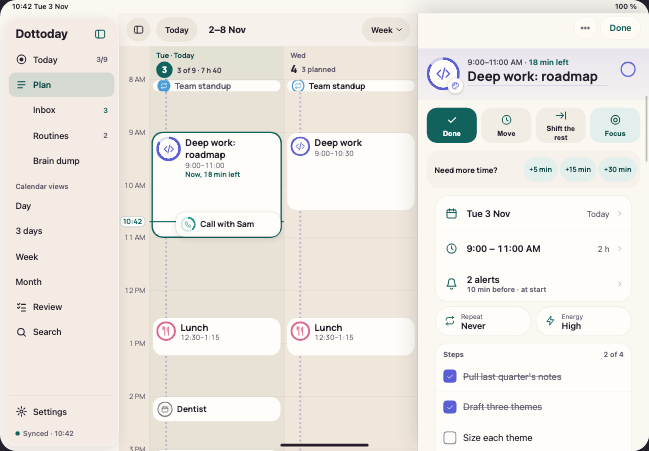 10:42 Tue 3 Nov
100 %
Dottoday
Today 3/9
Plan
Inbox 3
Routines 2
Brain dump
Calendar views
Day
3 days
Week
Month
Review
Search
Settings
Synced · 10:42
Today
2–8 Nov
Week
Tue · Today
3 3 of 9 · 7 h 40
Wed
4 3 planned
8 AM
Team standup
Team standup
9 AM
Deep work: roadmap
9:00–11:00
Now, 18 min left
Deep work
9:00–10:30
10 AM
10:42
Call with Sam
11 AM
12 PM
Lunch
12:30–1:15
Lunch
12:30–1:15
1 PM
2 PM
Dentist
3 PM
Done
9:00–11:00 AM · 18 min left
Deep work: roadmap
Done
Move
Shift the rest
Focus
Need more time?
+5 min
+15 min
+30 min
Tue 3 Nov
Today
9:00 – 11:00 AM
2 h
2 alerts
10 min before · at start
Repeat
Never
Energy
High
Steps
2 of 4
Pull last quarter's notes
Draft three themes
Size each theme